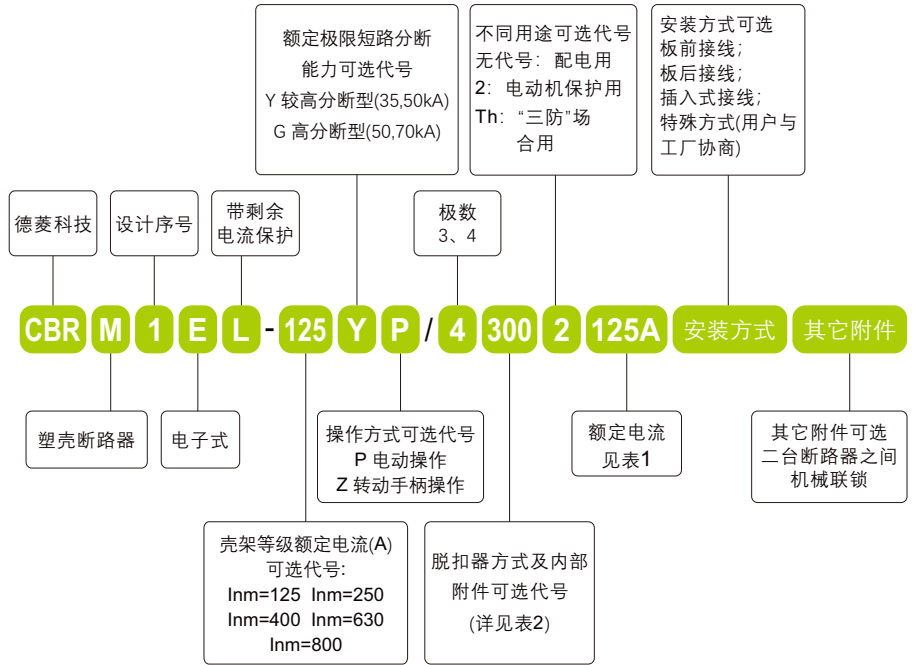 额定极限短路分断
能力可选代号
Y 较高分断型(35,50kA)
G 高分断型(50,70kA)
不同用途可选代号
无代号：配电用
2：电动机保护用
Th：“三防”场
合用
安装方式可选
板前接线；
板后接线；
插入式接线；
特殊方式(用户与
工厂协商)
德菱科技
设计序号
带剩余
电流保护
极数
3、4
CBR M 1 E L - 125 Y P / 4 300 2 125A 安装方式 其它附件
塑壳断路器
电子式
操作方式可选代号
P 电动操作
Z 转动手柄操作
额定电流
见表1
其它附件可选
二台断路器之间
机械联锁
壳架等级额定电流(A)
可选代号:
Inm=125 Inm=250
Inm=400 Inm=630
Inm=800
脱扣器方式及内部
附件可选代号
(详见表2)